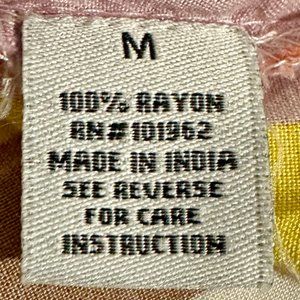 M
100% RAYON
RN#101962
MADE IN INDIA
SEE REVERSE
FOR CARE
INSTRUCTION